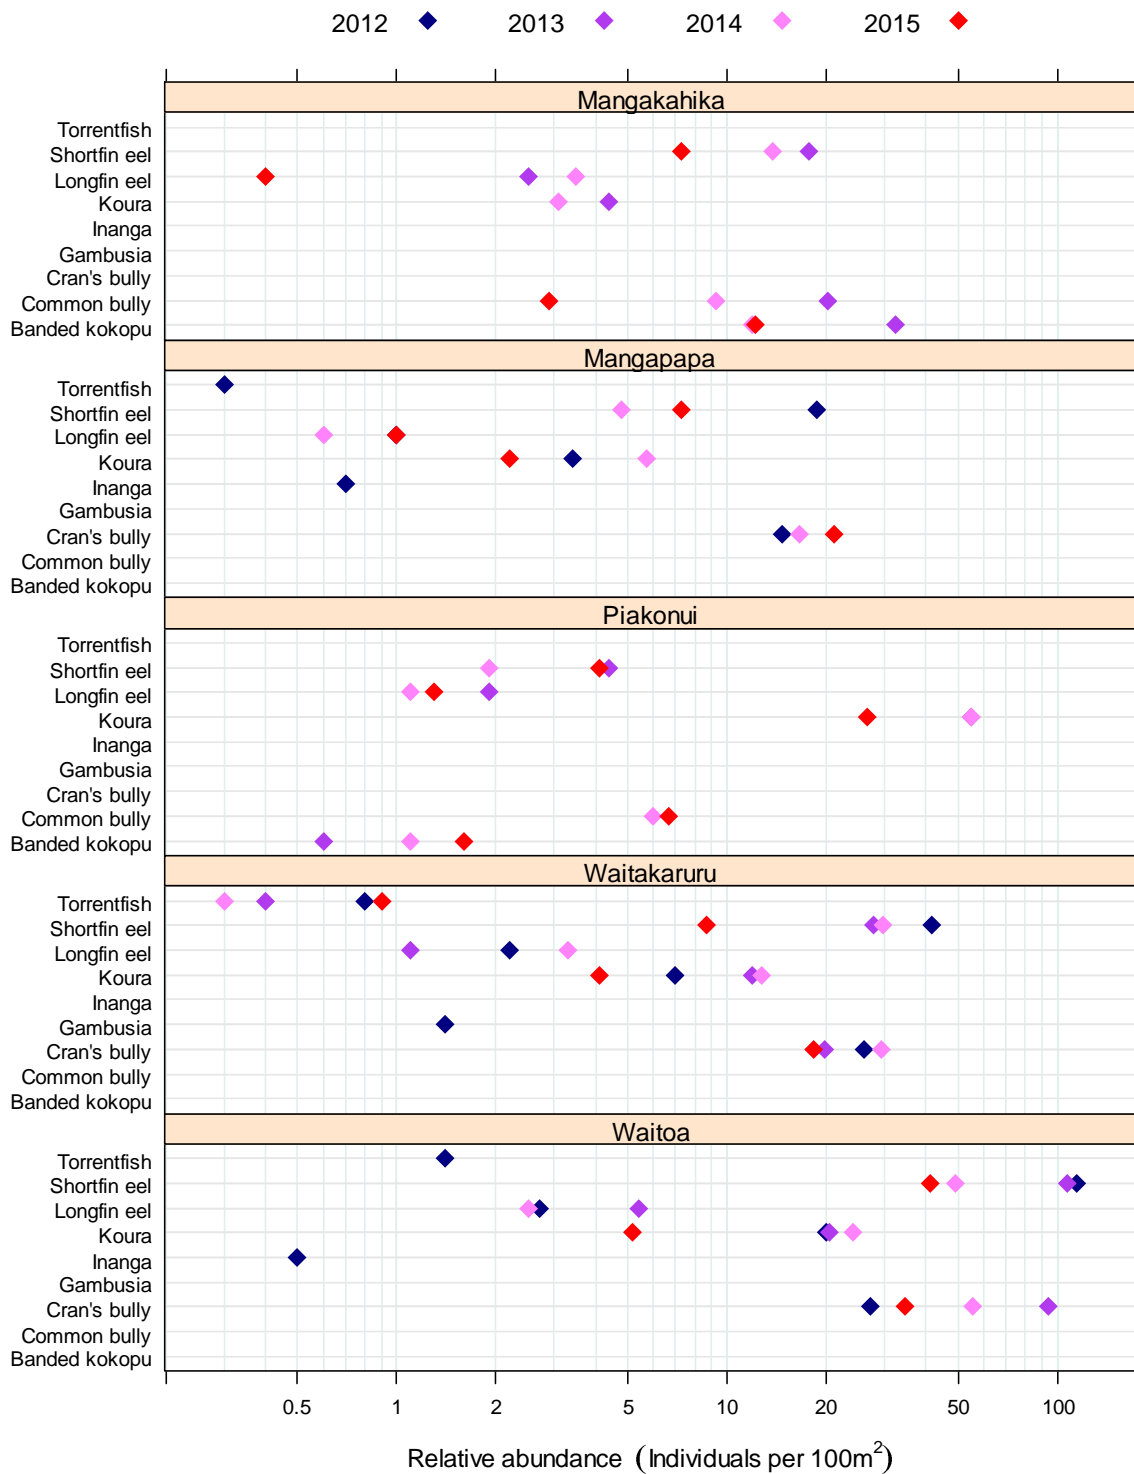 2012 2013 2014 2015
Mangakahika
Torrentfish
Shortfin eel
Longfin eel
Koura
Inanga
Gambusia
Cran's bully
Common bully
Banded kokopu
Mangapapa
Torrentfish
Shortfin eel
Longfin eel
Koura
Inanga
Gambusia
Cran's bully
Common bully
Banded kokopu
Piakonui
Torrentfish
Shortfin eel
Longfin eel
Koura
Inanga
Gambusia
Cran's bully
Common bully
Banded kokopu
Waitakaruru
Torrentfish
Shortfin eel
Longfin eel
Koura
Inanga
Gambusia
Cran's bully
Common bully
Banded kokopu
Waitoa
Torrentfish
Shortfin eel
Longfin eel
Koura
Inanga
Gambusia
Cran's bully
Common bully
Banded kokopu
0.5 1 2 5 10 20 50 100
Relative abundance (Individuals per 100m²)